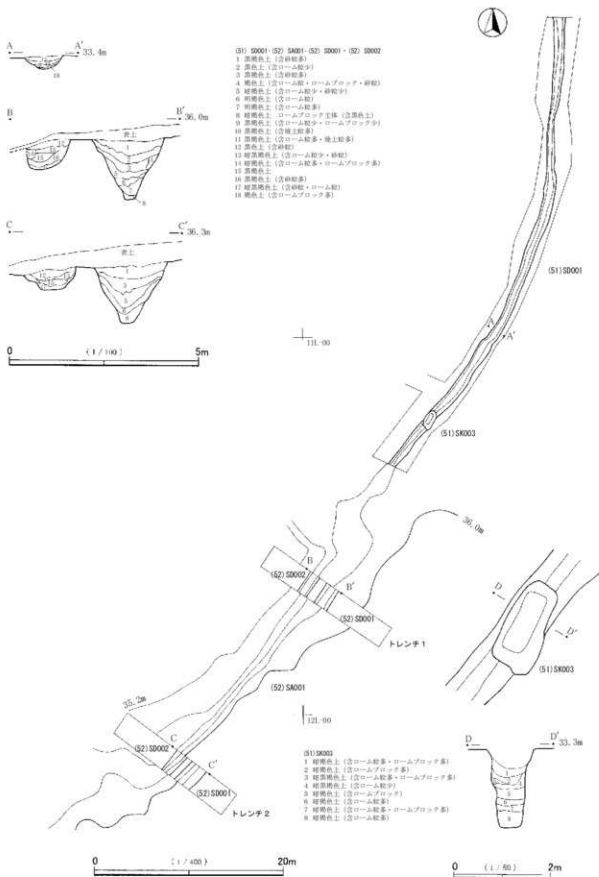 A A' 33.4m
18
(51) SD001・(52) SA001・(52) SD001・(52) SD002
1 黒褐色土 (含砂粒多)
2 黒色土 (含ローム粒少)
3 黒褐色土 (含砂粒多)
4 褐色土 (含ローム粒・ロームブロック・砂粒)
5 暗褐色土 (含ローム粒少・砂粒少)
6 明褐色土 (含ローム粒)
7 明褐色土 (含ローム粒多)
8 暗褐色土 ロームブロック主体 (含黒色土)
9 黒褐色土 (含ローム粒少・ロームブロック少)
10 黒褐色土 (含焼土粒多)
11 黒褐色土 (含ローム粒多・焼土粒多)
12 黒色土 (含砂粒)
13 暗黒褐色土 (含ローム粒少・砂粒)
14 暗褐色土 (含ローム粒多・ロームブロック多)
15 黒褐色土
16 黒褐色土 (含砂粒多)
17 暗黒褐色土 (含砂粒・ローム粒)
18 褐色土 (含ロームブロック多)
B B' 36.0m
表土
C C' 36.3m
表土
0 (1/100) 5m
11L-00
(51)SD001
A
A'
(51)SK003
36.0m
B
(52)SD002
B'
(52)SD001
トレンチ1
(52)SA001
35.2m
12L-00
C
(52)SD002
C'
(52)SD001
トレンチ2
D
D'
(51)SK003
(51)SK003
1 暗褐色土 (含ローム粒多・ロームブロック多)
2 暗褐色土 (含ロームブロック多)
3 暗黒褐色土 (含ローム粒多・ロームブロック多)
4 暗黒褐色土 (含ローム粒少)
5 暗褐色土 (含ロームブロック)
6 暗褐色土 (含ローム粒多)
7 暗褐色土 (含ローム粒多・ロームブロック多)
8 暗褐色土 (含ローム粒多)
D D' 33.3m
0 (1/400) 20m
0 (1/60) 2m